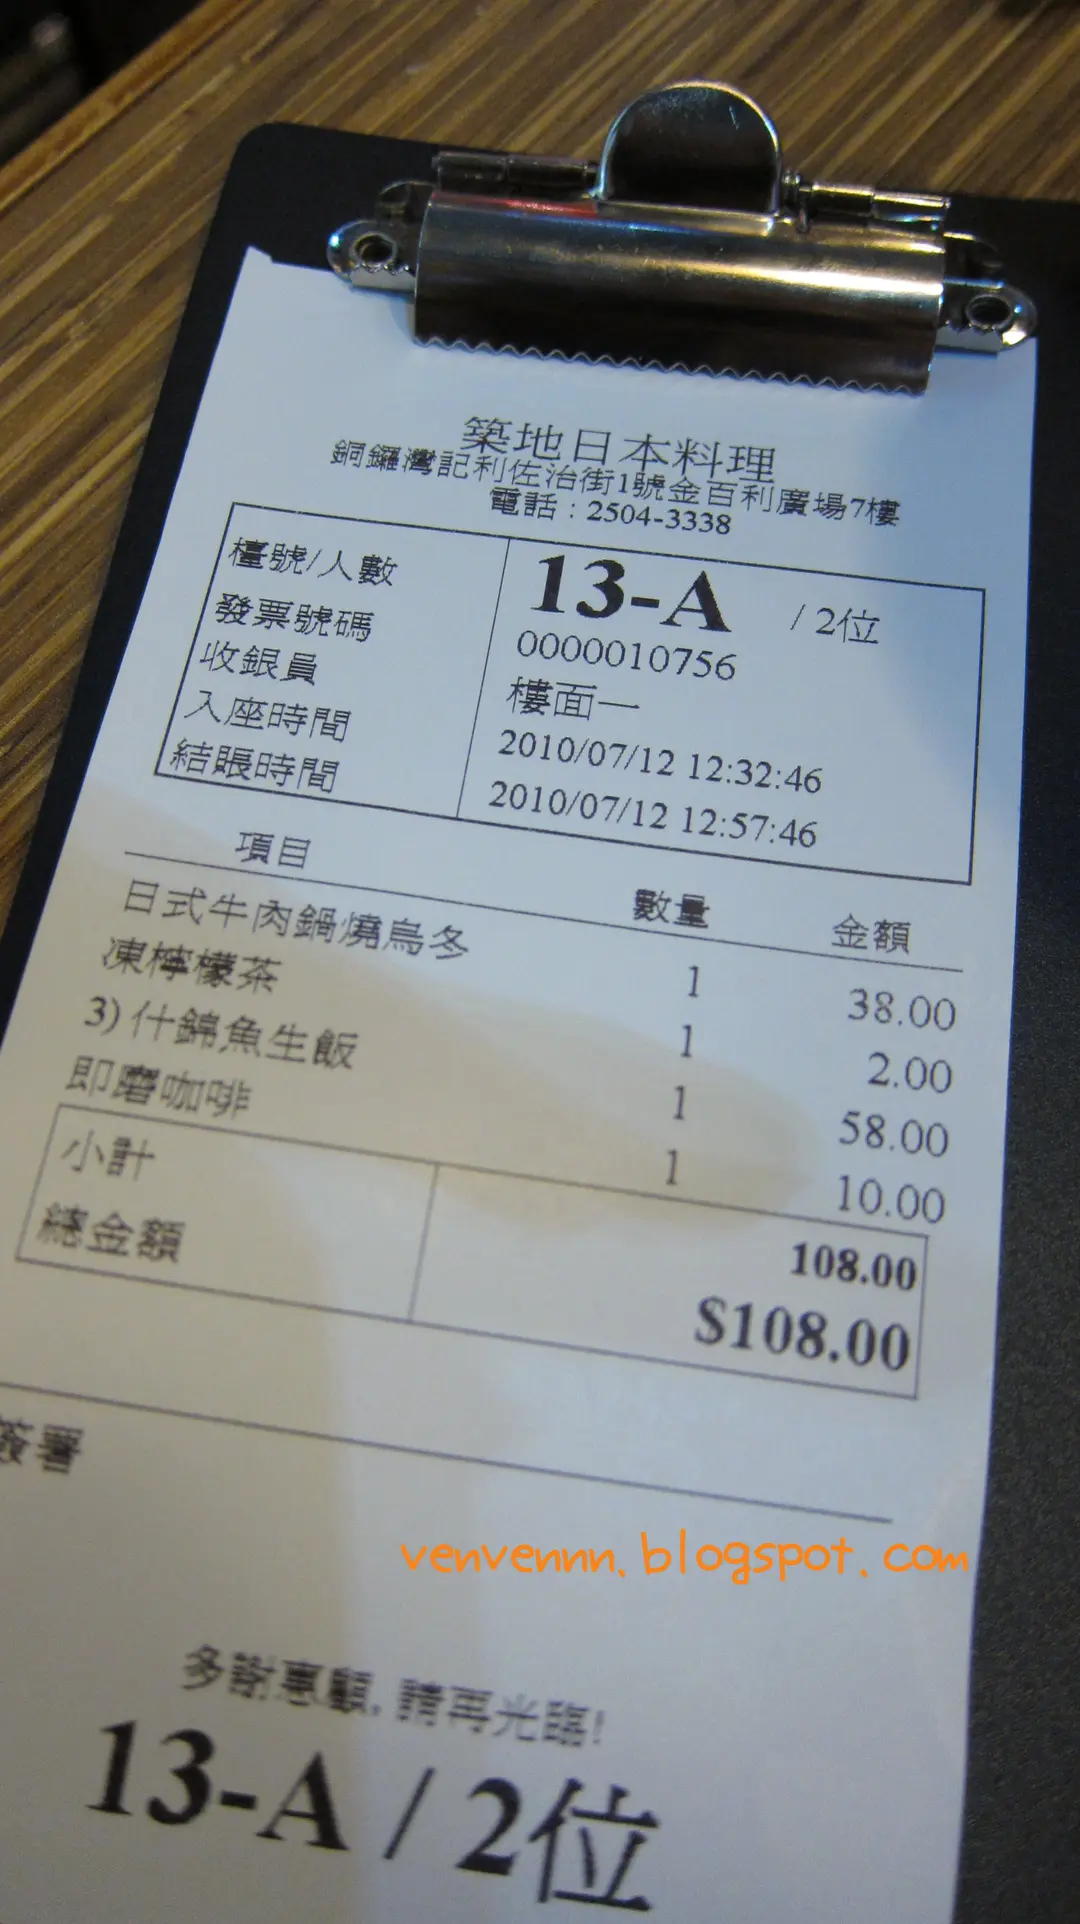 築地日本料理
銅鑼灣記利佐治街1號金百利廣場7樓
電話：2504-3338
檯號/人數 13-A / 2位
發票號碼 0000010756
收銀員 樓面一
入座時間 2010/07/12 12:32:46
結賬時間 2010/07/12 12:57:46
項目 數量 金額
日式牛肉鍋燒烏冬 1 38.00
凍檸檬茶 1 2.00
3) 什錦魚生飯 1 58.00
即磨咖啡 1 10.00
小計 108.00
總金額 $108.00
簽署
venvennn.blogspot.com
多謝惠顧,請再光臨!
13-A / 2位